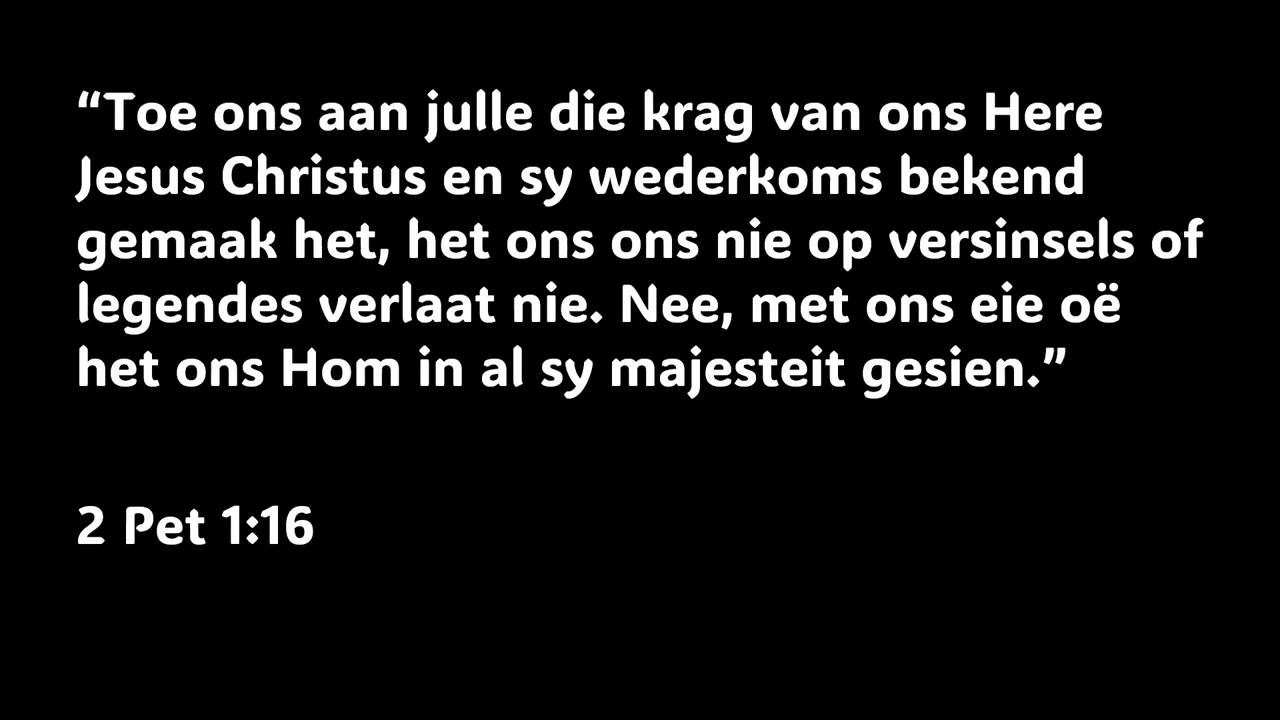 “Toe ons aan julle die krag van ons Here
Jesus Christus en sy wederkoms bekend
gemaak het, het ons ons nie op versinsels of
legendes verlaat nie. Nee, met ons eie oë
het ons Hom in al sy majesteit gesien.”
2 Pet 1:16